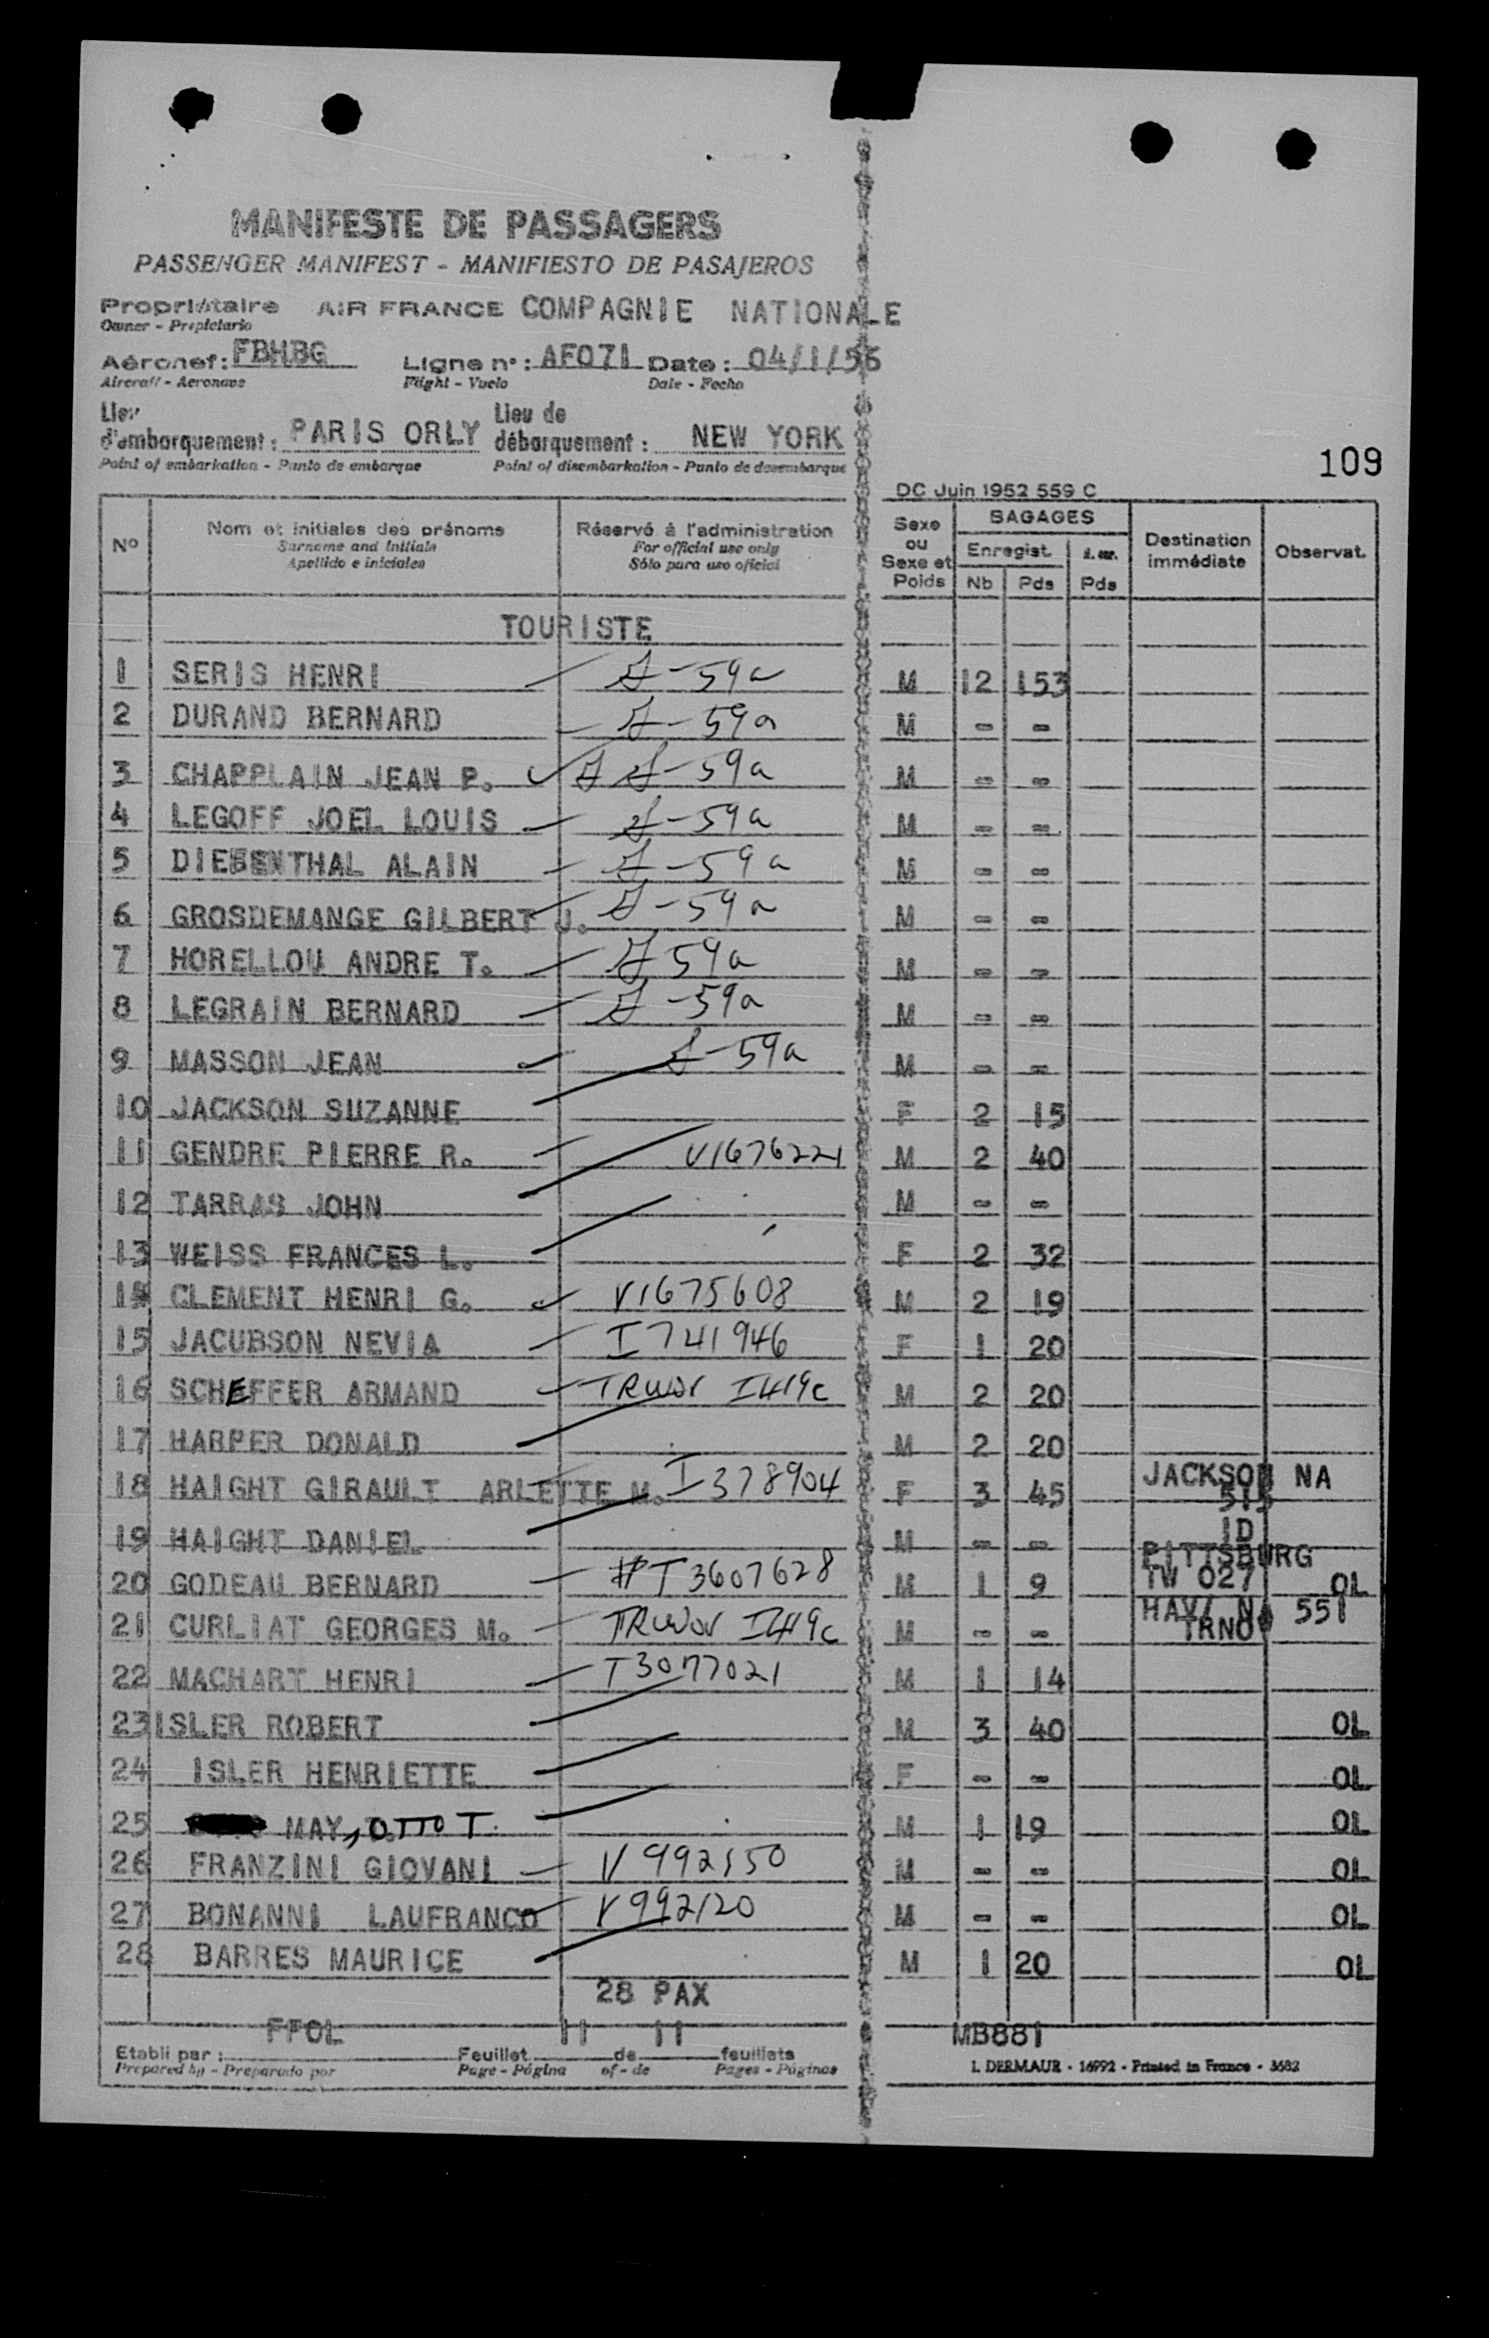 MANIFESTE DE PASSAGERS
PASSENGER MANIFEST - MANIFIESTO DE PASAJEROS
Propriétaire AIR FRANCE COMPAGNIE NATIONALE
Owner - Propietario
Aéronef: FBHBG Ligne n°: AF071 Date: 04/1/56
Aircraft - Aeronave Flight - Vuelo Date - Fecha
Lieu d'embarquement: PARIS ORLY Lieu de débarquement: NEW YORK
Point of embarkation - Punto de embarque Point of disembarkation - Punto de desembarque
109
DC Juin 1952 559 C
N° Nom et initiales des prénoms Réservé à l'administration Sexe ou Sexe et Poids BAGAGES Destination immédiate Observat.
Surname and initials For official use only Enregist.
Apellido e iniciales Sólo para uso oficial Nb Pds Pds
TOURISTE
1 SERIS HENRI - 59a M 12 153
2 DURAND BERNARD - 59a M - -
3 CHAPPLAIN JEAN P. - 59a M - -
4 LEGOFF JOEL LOUIS - 59a M - -
5 DIEBENTHAL ALAIN - 59a M - -
6 GROSDEMANGE GILBERT J. - 59a M - -
7 HORELLOU ANDRE T. 59a M - -
8 LEGRAIN BERNARD - 59a M - -
9 MASSON JEAN - 59a M - -
10 JACKSON SUZANNE F 2 15
11 GENDRE PIERRE R. V1676221 M 2 40
12 TARRAS JOHN M - -
13 WEISS FRANCES L. F 2 32
14 CLEMENT HENRI G. V1675608 M 2 19
15 JACUBSON NEVIA I 741946 F 1 20
16 SCHEFFER ARMAND TRWOV I419c M 2 20
17 HARPER DONALD M 2 20
18 HAIGHT GIRAULT ARLETTE M. I 378904 F 3 45 JACKSON NA 515
19 HAIGHT DANIEL M - - ID
20 GODEAU BERNARD #T3607628 M 1 9 PITTSBURG TW 027 OL
21 CURLIAT GEORGES M. TRWOV I419c M - - HAV/ NA 551 TRNO
22 MACHART HENRI T3077021 M 1 14
23 ISLER ROBERT M 3 40 OL
24 ISLER HENRIETTE F - - OL
25 MAY, OTTO T. M 1 19 OL
26 FRANZINI GIOVANI V992150 M - - OL
27 BONANNI LAUFRANCO V992120 M - - OL
28 BARRES MAURICE M 1 20 OL
28 PAX
Etabli par: FFOL Feuillet 11 de 11 feuillets MB881
Prepared by - Preparado por Page - Página of - de Pages - Páginas
I. DERMAUR - 16992 - Printed in France - 3682